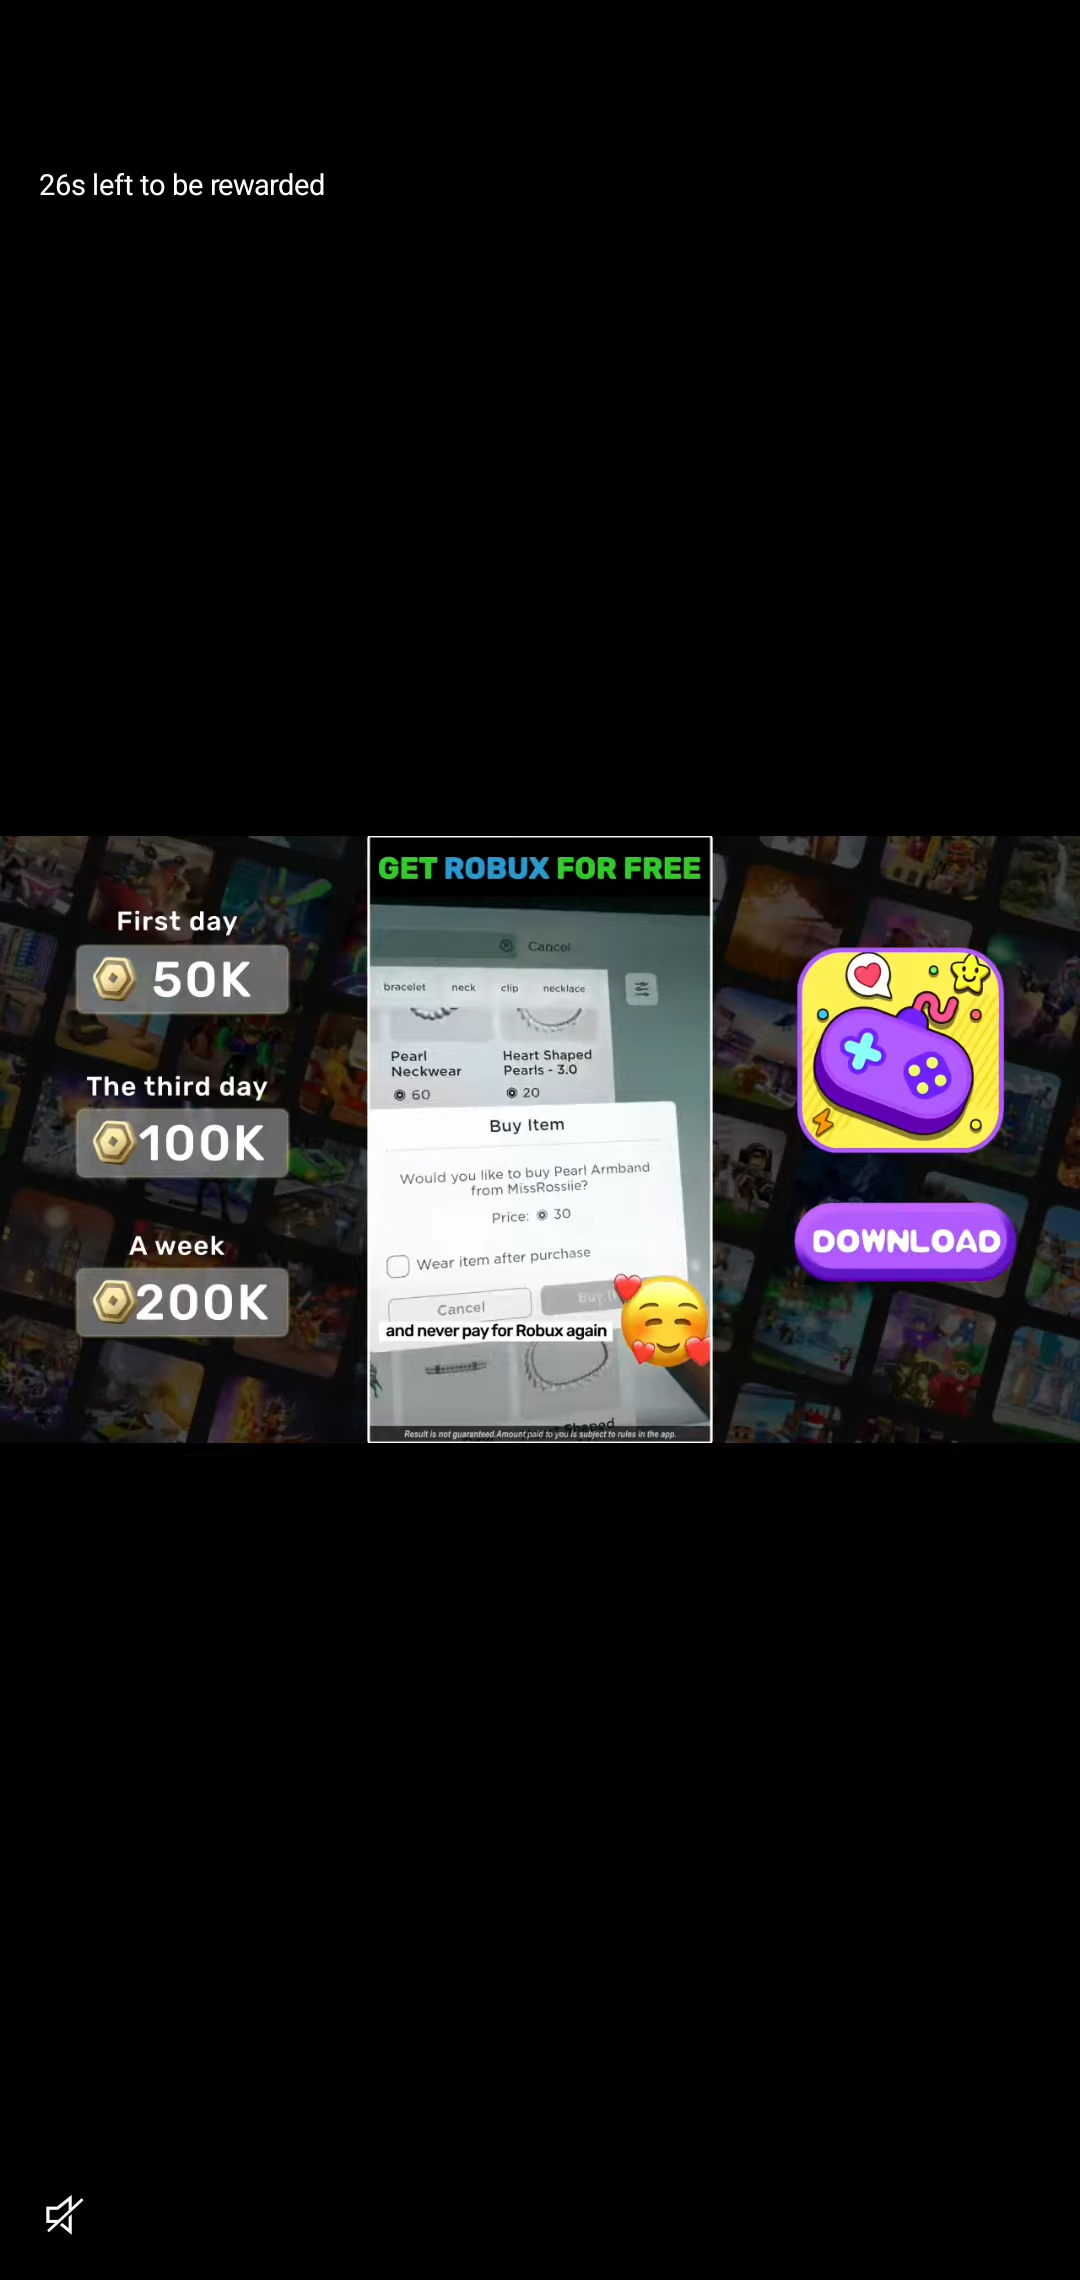 26s left to be rewarded
GET ROBUX FOR FREE
First day
50K
The third day
100K
A week
200K
Cancel
bracelet neck clip necklace
Pearl Neckwear
60
Heart Shaped Pearls - 3.0
20
Buy Item
Would you like to buy Pearl Armband
from MissRossiie?
Price: 30
Wear item after purchase
Cancel
Buy
and never pay for Robux again
Shaped
Result is not guaranteed.Amount paid to you is subject to rules in the app.
DOWNLOAD